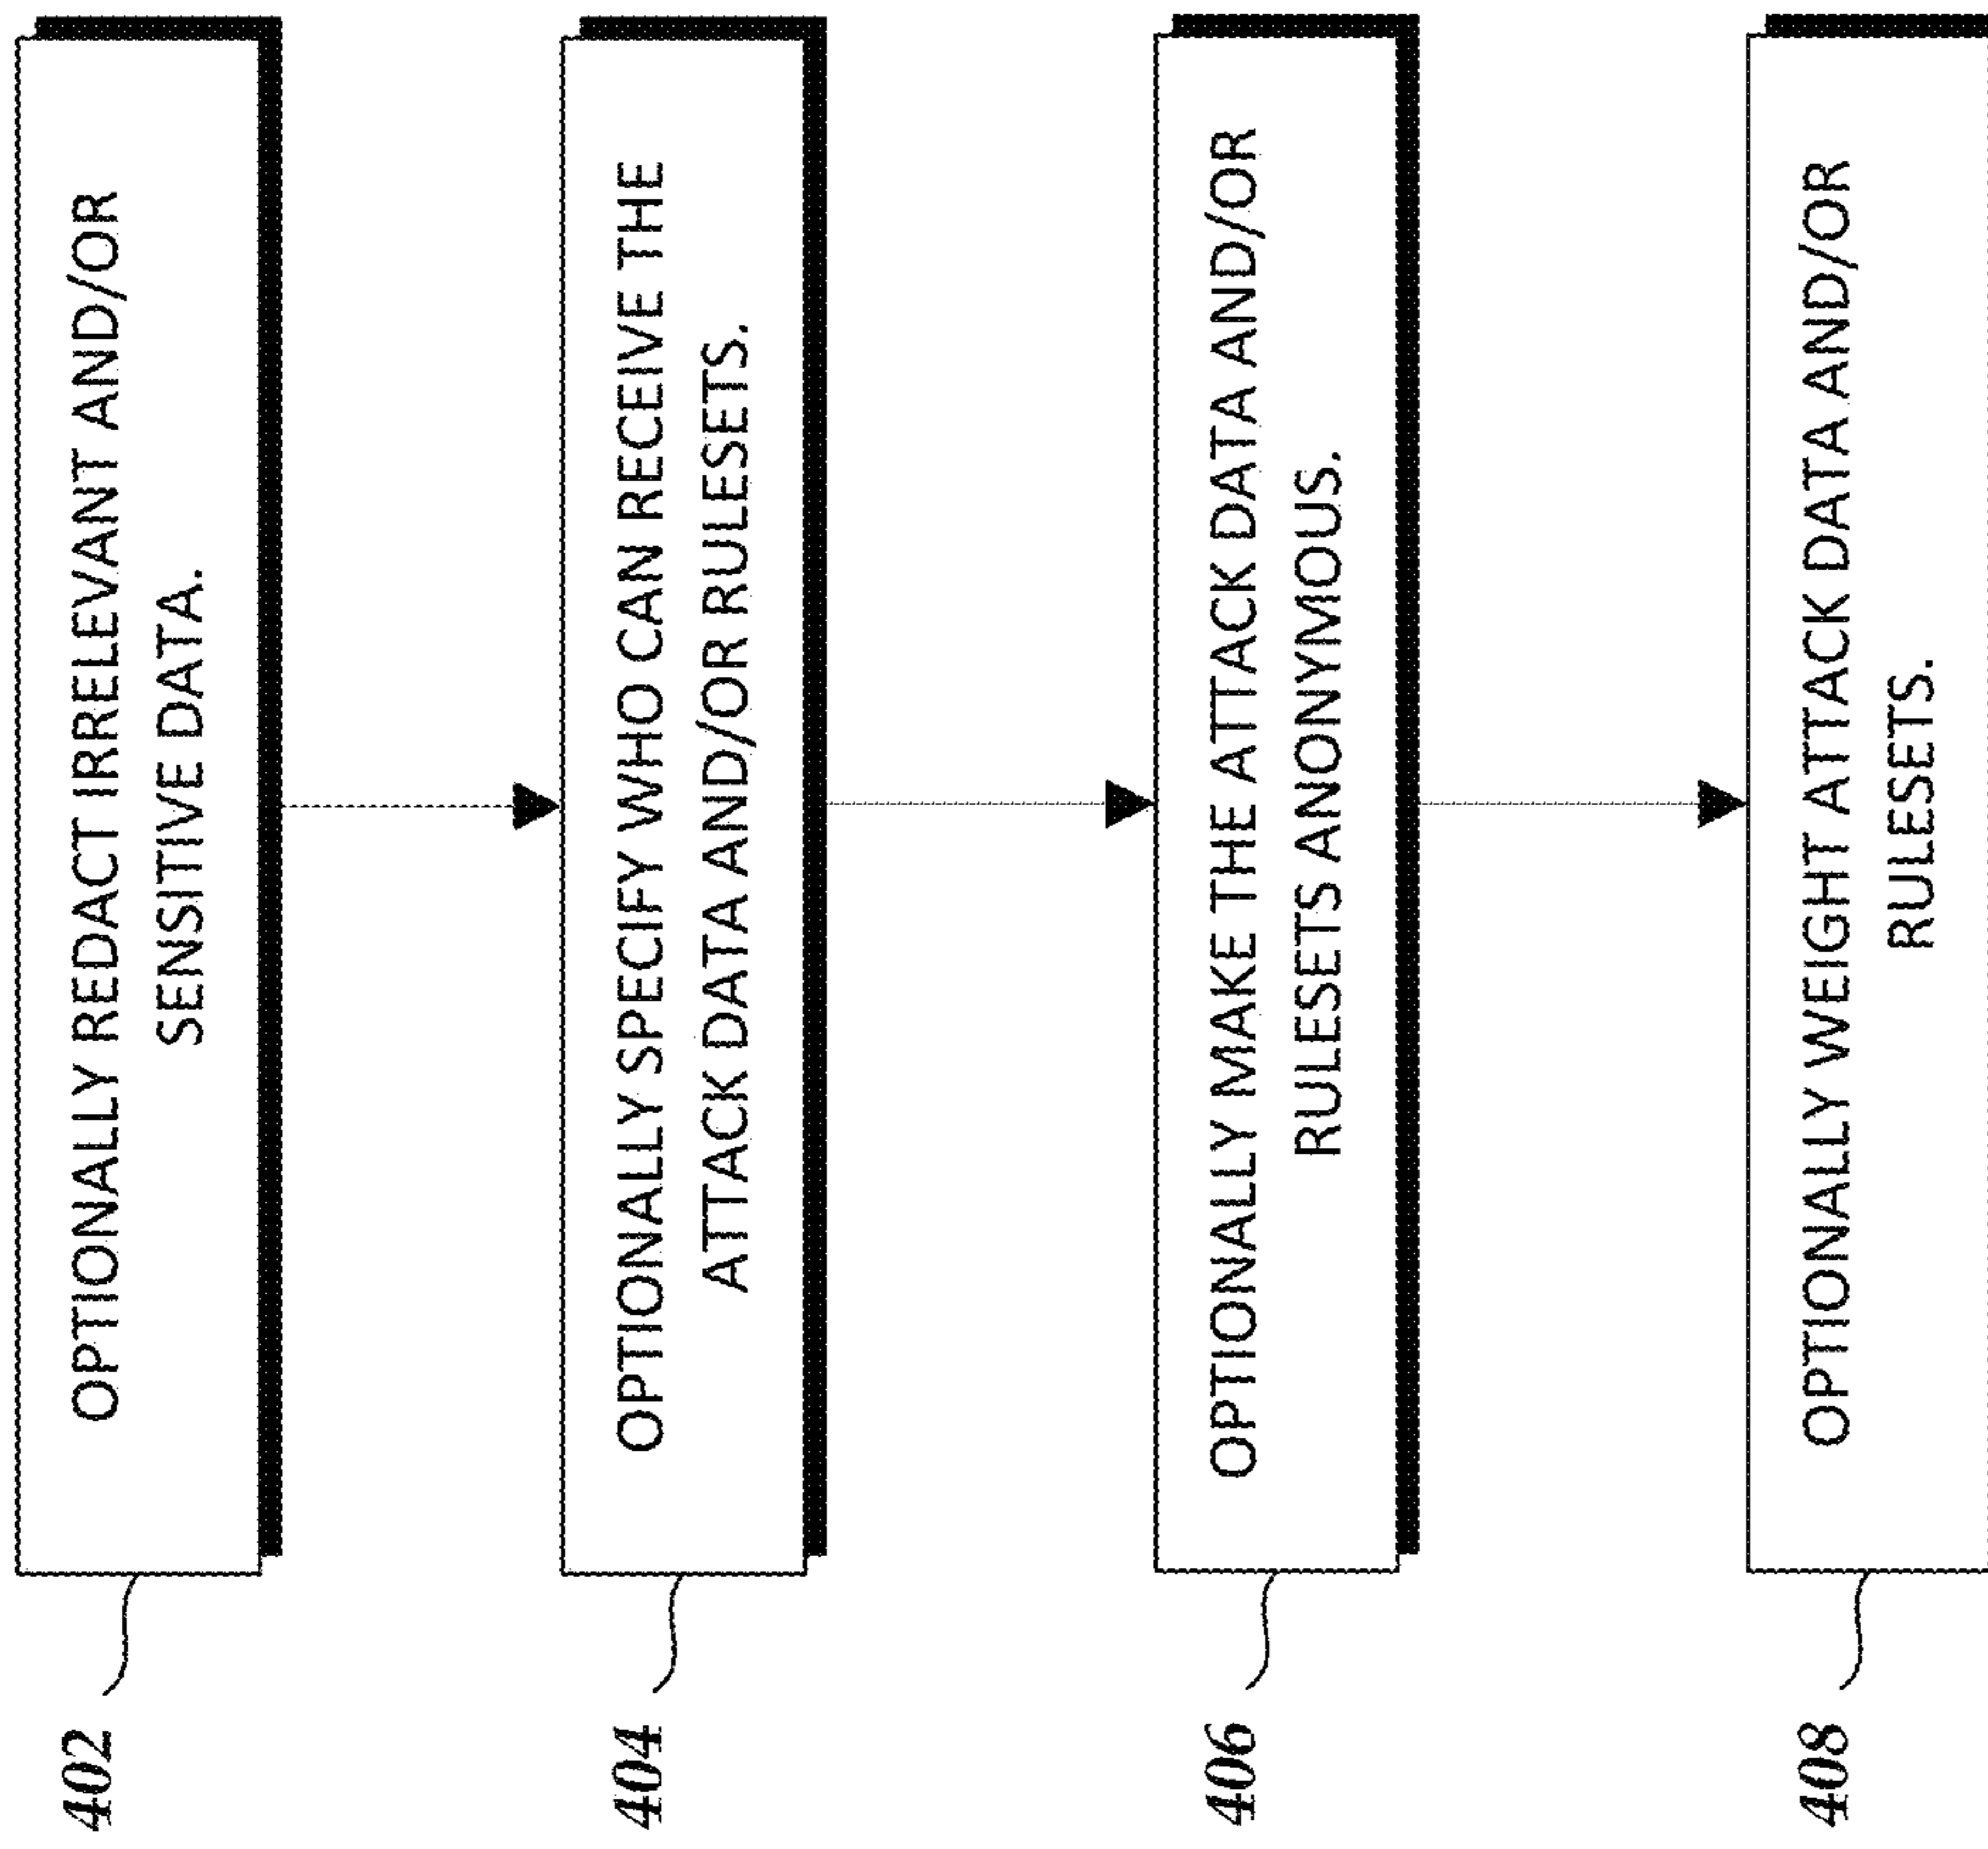 402
OPTIONALLY REDACT IRRELEVANT AND/OR
SENSITIVE DATA.
404
OPTIONALLY SPECIFY WHO CAN RECEIVE THE
ATTACK DATA AND/OR RULESETS.
406
OPTIONALLY MAKE THE ATTACK DATA AND/OR
RULESETS ANONYMOUS.
408
OPTIONALLY WEIGHT ATTACK DATA AND/OR
RULESETS.